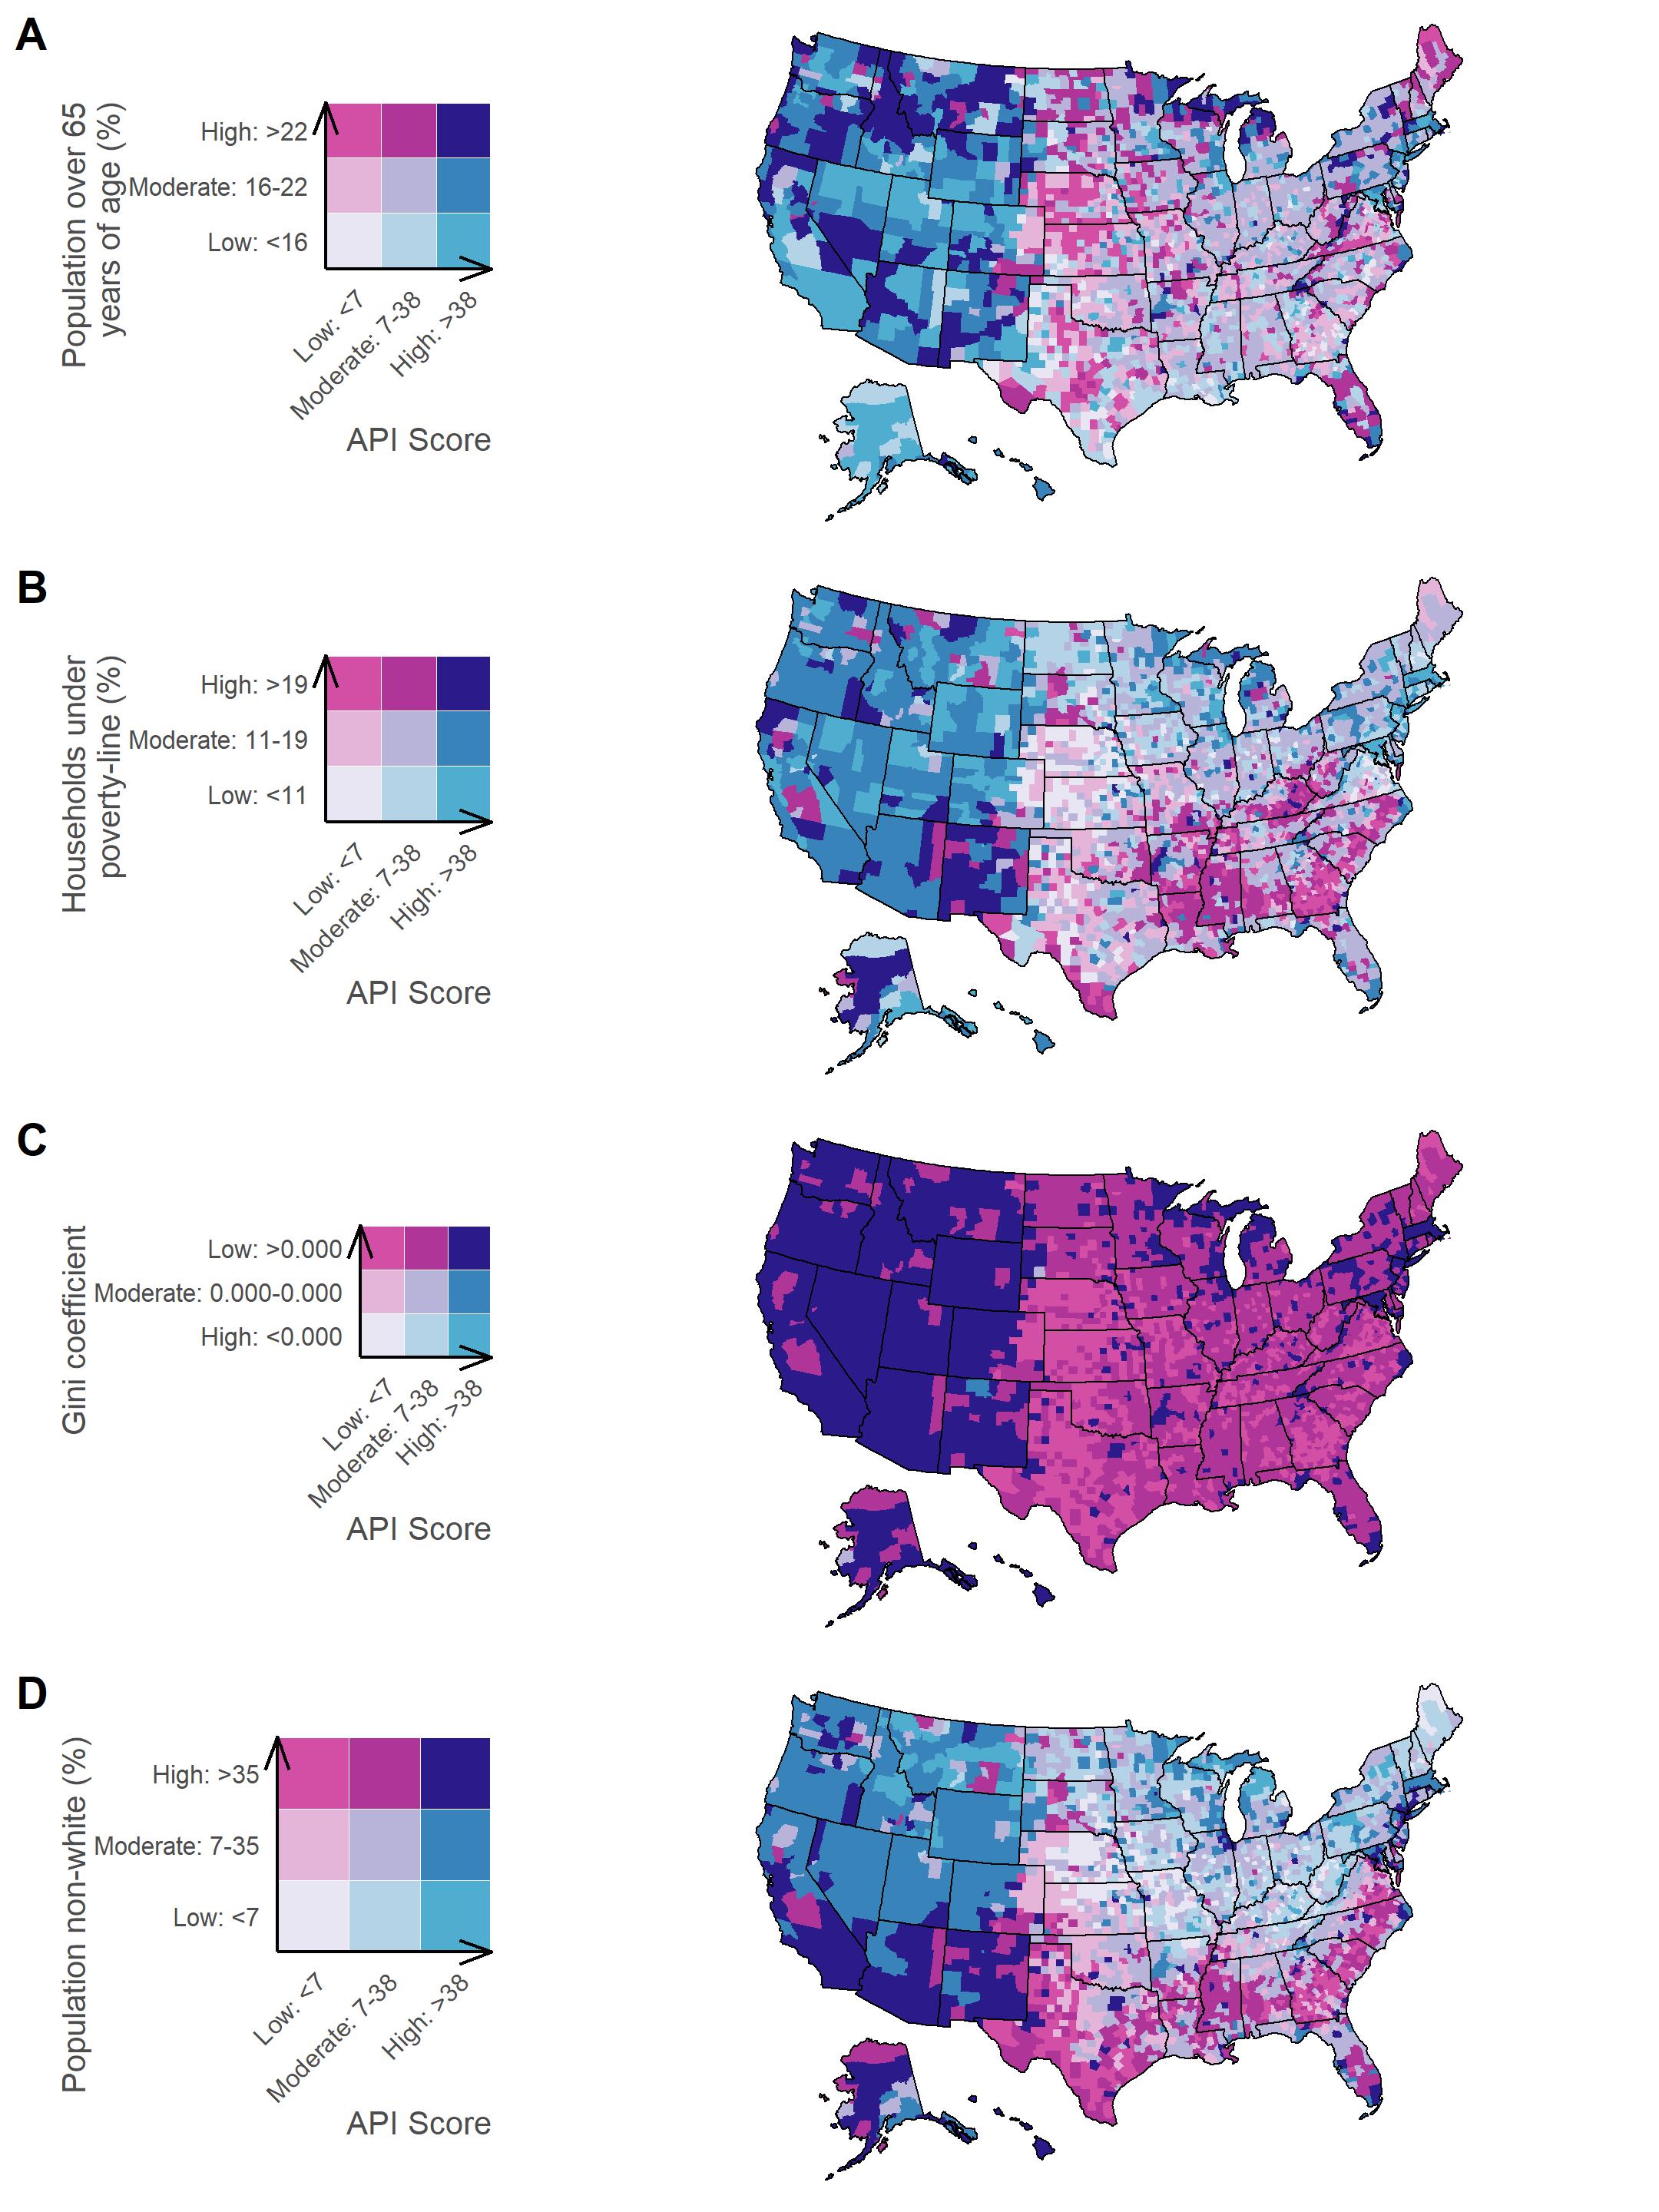 A
Population over 65
years of age (%)
High: >22
Moderate: 16-22
Low: <16
Low: <7
Moderate: 7-38
High: >38
API Score
B
Households under
poverty-line (%)
High: >19
Moderate: 11-19
Low: <11
Low: <7
Moderate: 7-38
High: >38
API Score
C
Gini coefficient
Low: >0.000
Moderate: 0.000-0.000
High: <0.000
Low: <7
Moderate: 7-38
High: >38
API Score
D
Population non-white (%)
High: >35
Moderate: 7-35
Low: <7
Low: <7
Moderate: 7-38
High: >38
API Score